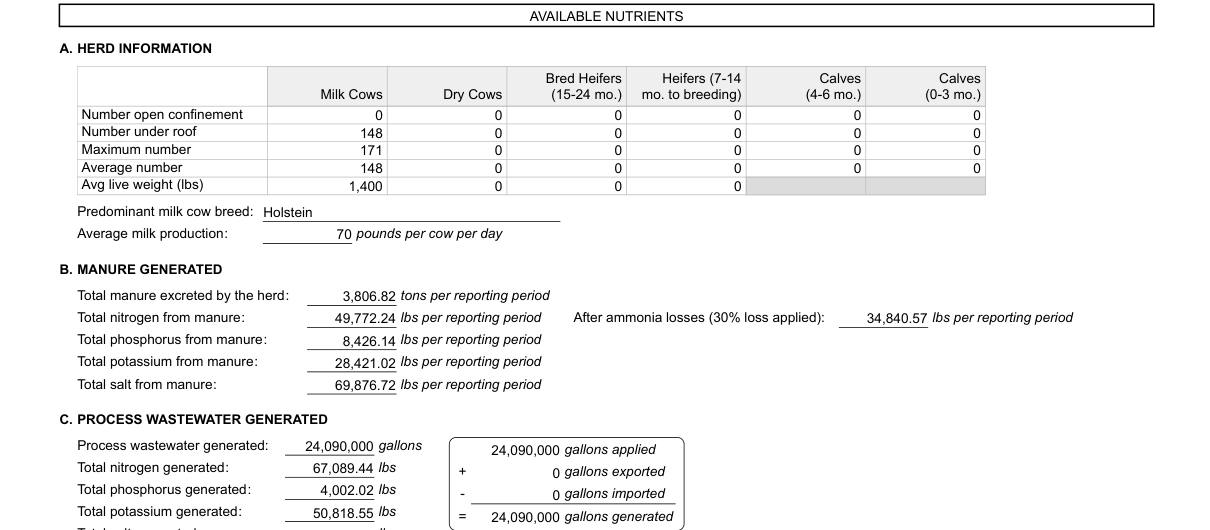 AVAILABLE NUTRIENTS
A. HERD INFORMATION
Milk Cows Dry Cows Bred Heifers (15-24 mo.) Heifers (7-14 mo. to breeding) Calves (4-6 mo.) Calves (0-3 mo.)
Number open confinement 0 0 0 0 0 0
Number under roof 148 0 0 0 0 0
Maximum number 171 0 0 0 0 0
Average number 148 0 0 0 0 0
Avg live weight (lbs) 1,400 0 0 0
Predominant milk cow breed: Holstein
Average milk production: 70 pounds per cow per day
B. MANURE GENERATED
Total manure excreted by the herd: 3,806.82 tons per reporting period
Total nitrogen from manure: 49,772.24 lbs per reporting period After ammonia losses (30% loss applied): 34,840.57 lbs per reporting period
Total phosphorus from manure: 8,426.14 lbs per reporting period
Total potassium from manure: 28,421.02 lbs per reporting period
Total salt from manure: 69,876.72 lbs per reporting period
C. PROCESS WASTEWATER GENERATED
Process wastewater generated: 24,090,000 gallons
24,090,000 gallons applied
Total nitrogen generated: 67,089.44 lbs
+ 0 gallons exported
Total phosphorus generated: 4,002.02 lbs
- 0 gallons imported
Total potassium generated: 50,818.55 lbs
= 24,090,000 gallons generated